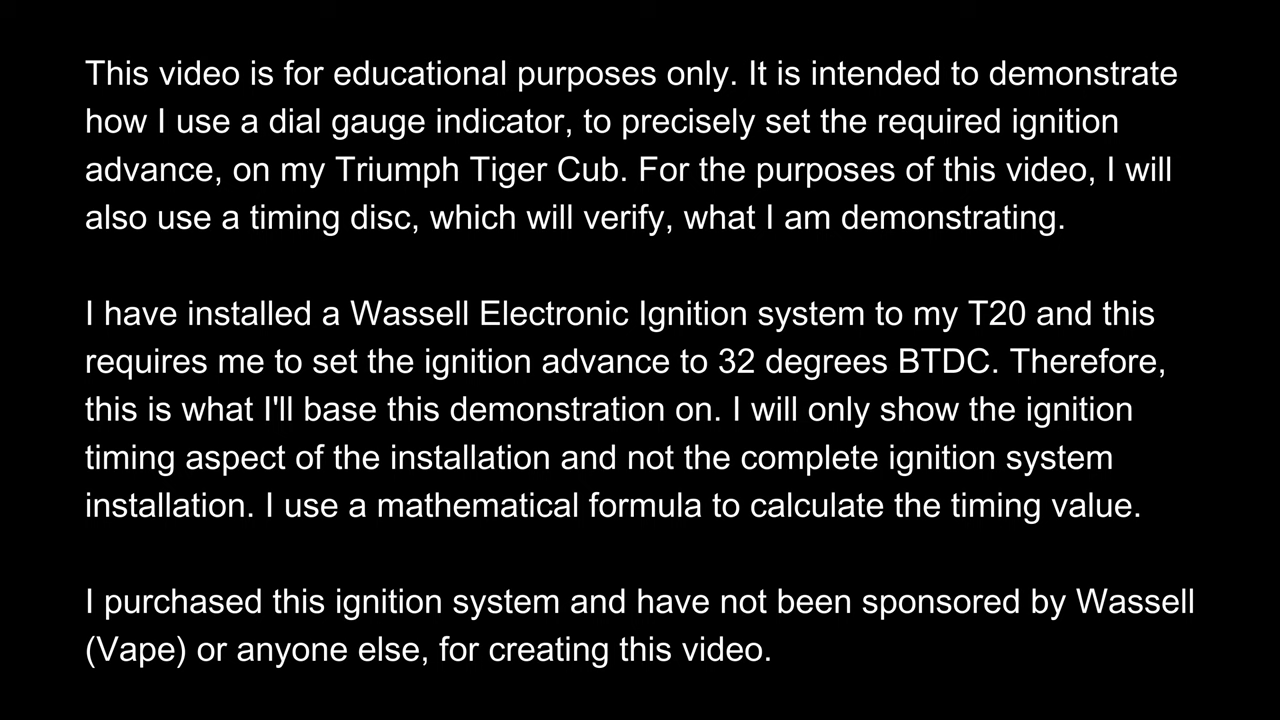 This video is for educational purposes only. It is intended to demonstrate
how I use a dial gauge indicator, to precisely set the required ignition
advance, on my Triumph Tiger Cub. For the purposes of this video, I will
also use a timing disc, which will verify, what I am demonstrating.
I have installed a Wassell Electronic Ignition system to my T20 and this
requires me to set the ignition advance to 32 degrees BTDC. Therefore,
this is what I'll base this demonstration on. I will only show the ignition
timing aspect of the installation and not the complete ignition system
installation. I use a mathematical formula to calculate the timing value.
I purchased this ignition system and have not been sponsored by Wassell
(Vape) or anyone else, for creating this video.